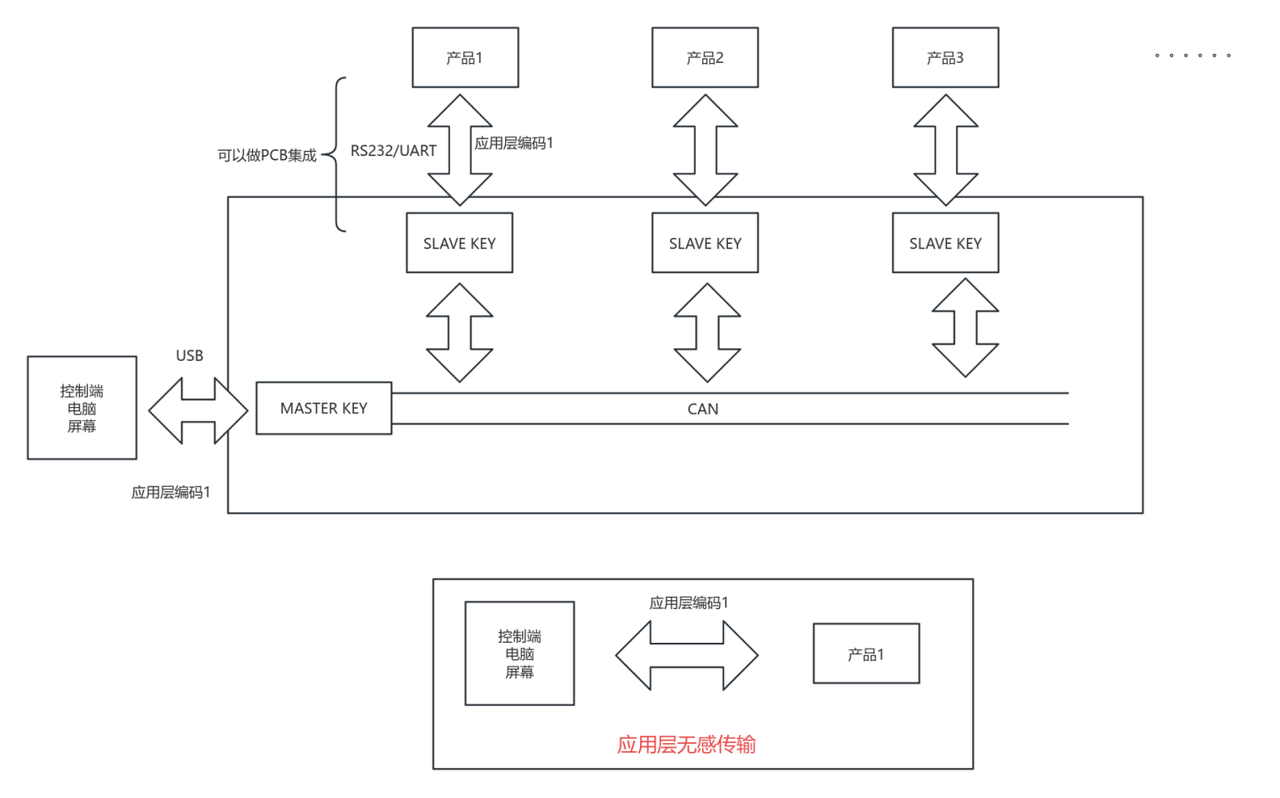 产品1
产品2
产品3
。。。。。。
可以做PCB集成
RS232/UART
应用层编码1
SLAVE KEY
SLAVE KEY
SLAVE KEY
USB
控制端
电脑
屏幕
MASTER KEY
CAN
应用层编码1
应用层编码1
控制端
电脑
屏幕
产品1
应用层无感传输